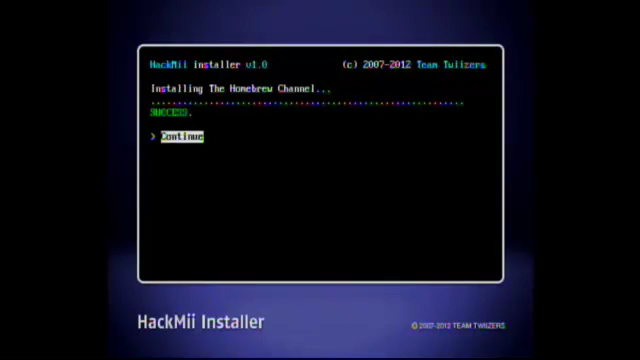 HackMii installer v1.0 (c) 2007-2012 Team Twiizers
Installing The Homebrew Channel...
SUCCESS.
> Continue
HackMii Installer
© 2007-2012 TEAM TWIIZERS